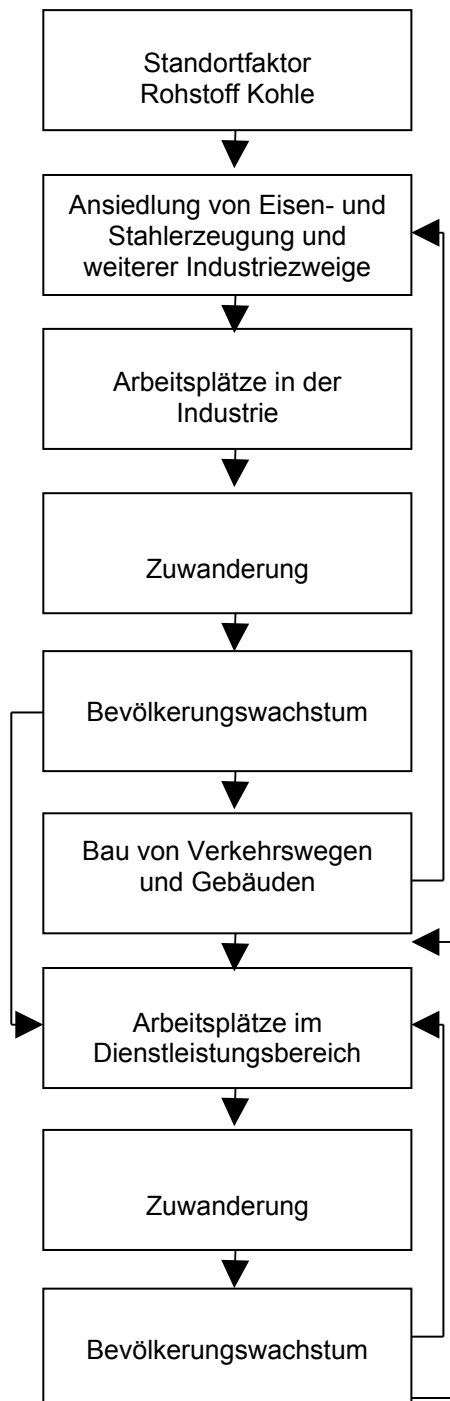 Standortfaktor
Rohstoff Kohle
Ansiedlung von Eisen- und
Stahlerzeugung und
weiterer Industriezweige
Arbeitsplätze in der
Industrie
Zuwanderung
Bevölkerungswachstum
Bau von Verkehrswegen
und Gebäuden
Arbeitsplätze im
Dienstleistungsbereich
Zuwanderung
Bevölkerungswachstum